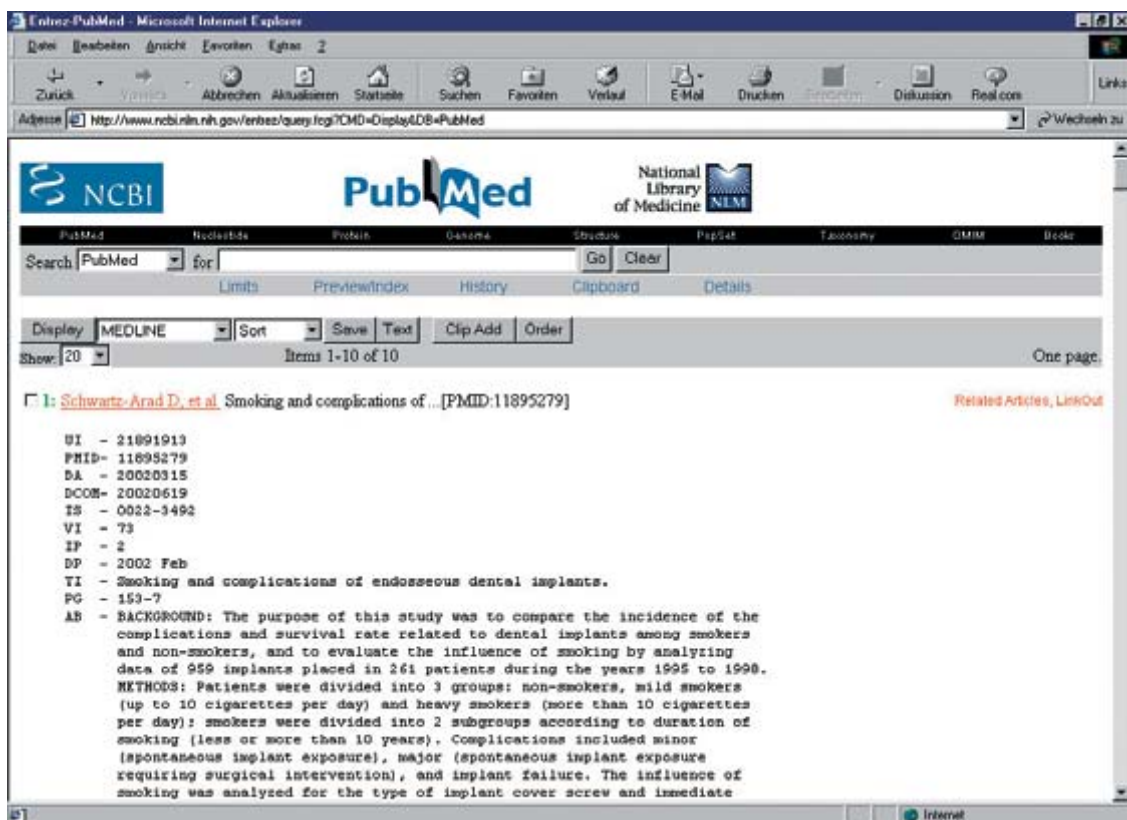 Entrez-PubMed - Microsoft Internet Explorer
Datei Bearbeiten Ansicht Favoriten Extras ?
Zurück Abbrechen Aktualisieren Startseite Suchen Favoriten Verlauf E-Mail Drucken Diskussion Real.com Links
Adresse http://www.ncbi.nlm.nih.gov/entrez/query.fcgi?CMD=Display&DB=PubMed Wechseln zu
NCBI PubMed National Library of Medicine NLM
PubMed Nucleotide Protein Genome Structure PopSet Taxonomy OMIM Books
Search PubMed for Go Clear
Limits Preview/Index History Clipboard Details
Display MEDLINE Sort Save Text Clip Add Order
Show: 20 Items 1-10 of 10 One page.
1: Schwartz-Arad D, et al. Smoking and complications of ...[PMID:11895279] Related Articles, LinkOut
UI - 21891913
PMID- 11895279
DA - 20020315
DCOM- 20020619
IS - 0022-3492
VI - 73
IP - 2
DP - 2002 Feb
TI - Smoking and complications of endosseous dental implants.
PG - 153-7
AB - BACKGROUND: The purpose of this study was to compare the incidence of the
complications and survival rate related to dental implants among smokers
and non-smokers, and to evaluate the influence of smoking by analyzing
data of 959 implants placed in 261 patients during the years 1995 to 1998.
METHODS: Patients were divided into 3 groups: non-smokers, mild smokers
(up to 10 cigarettes per day) and heavy smokers (more than 10 cigarettes
per day); smokers were divided into 2 subgroups according to duration of
smoking (less or more than 10 years). Complications included minor
(spontaneous implant exposure), major (spontaneous implant exposure
requiring surgical intervention), and implant failure. The influence of
smoking was analyzed for the type of implant cover screw and immediate
Internet